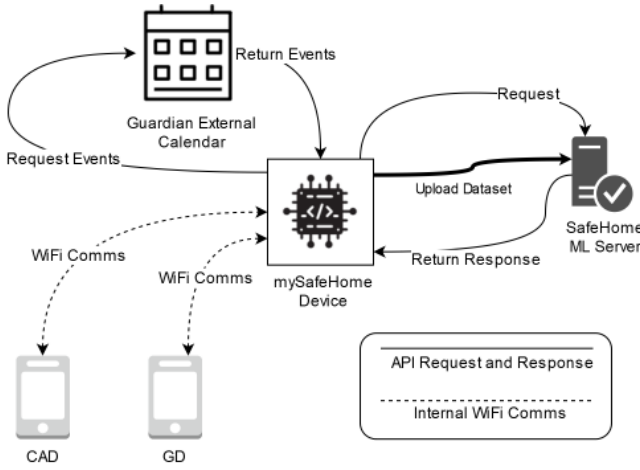 Return Events
Request
Guardian External
Calendar
Request Events
Upload Dataset
</>
SafeHome
ML Server
WiFi Comms
Return Response
WiFi Comms
mySafeHome
Device
API Request and Response
Internal WiFi Comms
CAD
GD